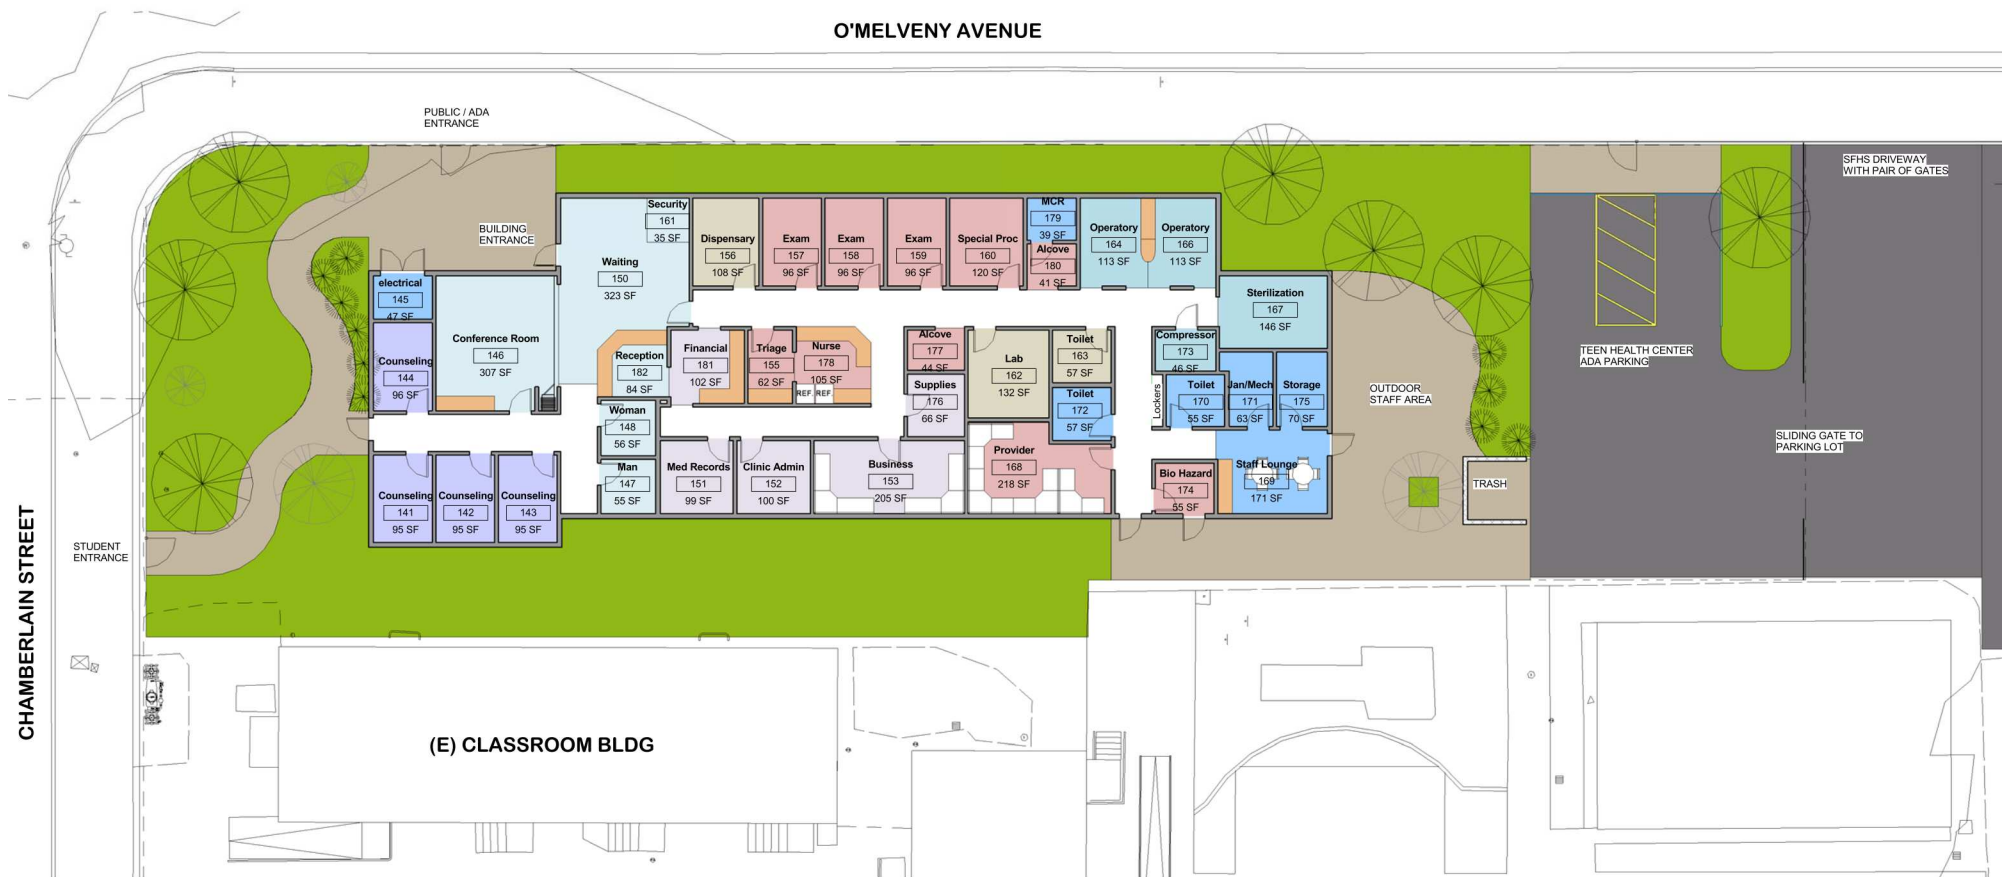 O'MELVENY AVENUE
PUBLIC / ADA
ENTRANCE
SFHS DRIVEWAY
WITH PAIR OF GATES
BUILDING
ENTRANCE
Security
161
35 SF
Waiting
150
323 SF
Dispensary
156
108 SF
Exam
157
96 SF
Exam
158
96 SF
Exam
159
96 SF
Special Proc
160
120 SF
MCR
179
39 SF
Alcove
180
41 SF
Operatory
164
113 SF
Operatory
166
113 SF
electrical
145
47 SF
Sterilization
167
146 SF
Conference Room
146
307 SF
Counseling
144
96 SF
Reception
182
84 SF
Financial
181
102 SF
Triage
155
62 SF
Nurse
178
105 SF
REF.
REF.
Alcove
177
44 SF
Supplies
176
66 SF
Lab
162
132 SF
Toilet
163
57 SF
Toilet
172
57 SF
Compressor
173
46 SF
Lockers
Toilet
170
55 SF
Jan/Mech
171
63 SF
Storage
175
70 SF
TEEN HEALTH CENTER
ADA PARKING
OUTDOOR
STAFF AREA
SLIDING GATE TO
PARKING LOT
Woman
148
56 SF
Man
147
55 SF
Med Records
151
99 SF
Clinic Admin
152
100 SF
Business
153
205 SF
Provider
168
218 SF
Bio Hazard
174
55 SF
Staff Lounge
169
171 SF
TRASH
Counseling
141
95 SF
Counseling
142
95 SF
Counseling
143
95 SF
STUDENT
ENTRANCE
CHAMBERLAIN STREET
(E) CLASSROOM BLDG